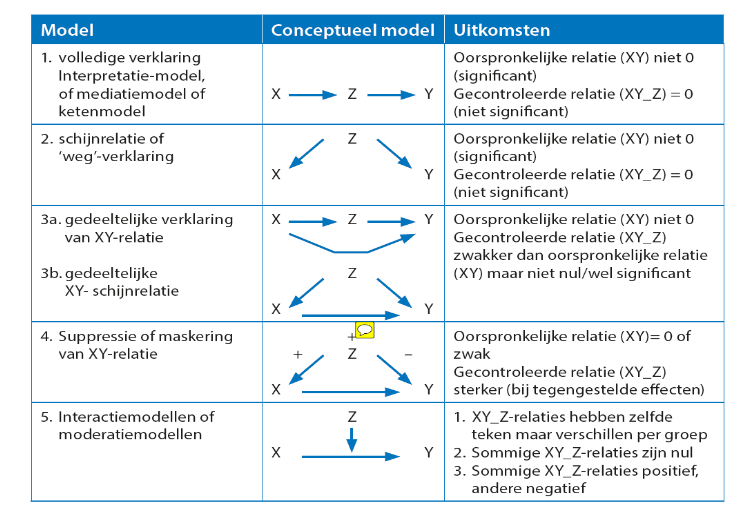 Model
Conceptueel model
Uitkomsten
1. volledige verklaring
Interpretatie-model,
of mediatiemodel of
ketenmodel
X Z Y
Oorspronkelijke relatie (XY) niet 0
(significant)
Gecontroleerde relatie (XY_Z) = 0
(niet significant)
2. schijnrelatie of
‘weg’-verklaring
Z
X Y
Oorspronkelijke relatie (XY) niet 0
(significant)
Gecontroleerde relatie (XY_Z) = 0
(niet significant)
3a. gedeeltelijke verklaring
van XY-relatie
X Z Y
3b. gedeeltelijke
XY- schijnrelatie
Z
X Y
Oorspronkelijke relatie (XY) niet 0
Gecontroleerde relatie (XY_Z)
zwakker dan oorspronkelijke relatie
(XY) maar niet nul/wel significant
4. Suppressie of maskering
van XY-relatie
+
+ Z –
X Y
Oorspronkelijke relatie (XY)= 0 of
zwak
Gecontroleerde relatie (XY_Z)
sterker (bij tegengestelde effecten)
5. Interactiemodellen of
moderatiemodellen
Z
X Y
1. XY_Z-relaties hebben zelfde
teken maar verschillen per groep
2. Sommige XY_Z-relaties zijn nul
3. Sommige XY_Z-relaties positief,
andere negatief